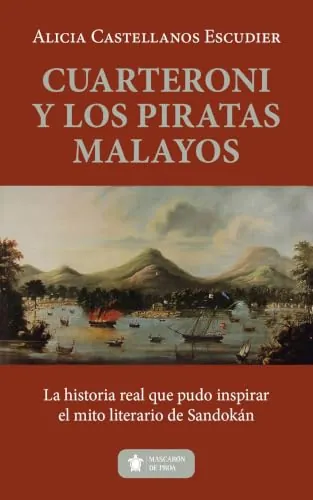 ALICIA CASTELLANOS ESCUDIER
CUARTERONI
Y LOS PIRATAS
MALAYOS
La historia real que pudo inspirar
el mito literario de Sandokán
MASCARÓN
DE PROA